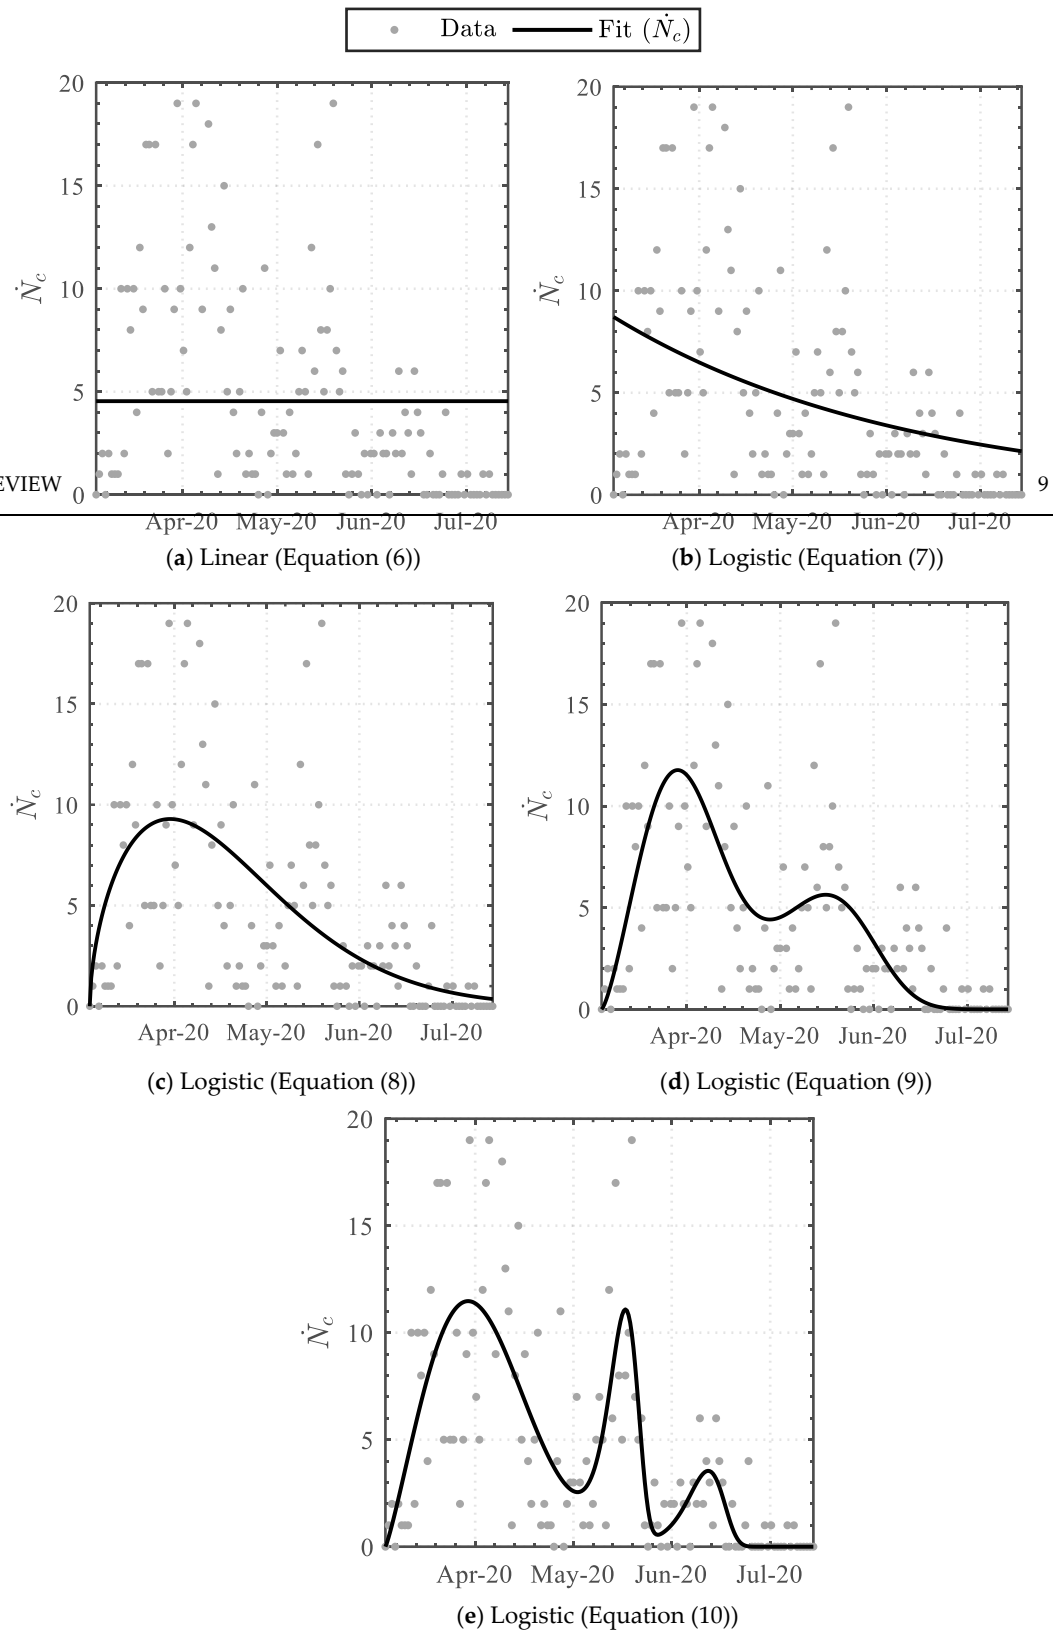 Data Fit (Ṅc)
20 20
15 15
Ṅc 10 Ṅc 10
5 5
EVIEW 0 0 9
Apr-20 May-20 Jun-20 Jul-20 Apr-20 May-20 Jun-20 Jul-20
(a) Linear (Equation (6)) (b) Logistic (Equation (7))
20 20
15 15
Ṅc 10 Ṅc 10
5 5
0 0
Apr-20 May-20 Jun-20 Jul-20 Apr-20 May-20 Jun-20 Jul-20
(c) Logistic (Equation (8)) (d) Logistic (Equation (9))
20
15
Ṅc 10
5
0
Apr-20 May-20 Jun-20 Jul-20
(e) Logistic (Equation (10))